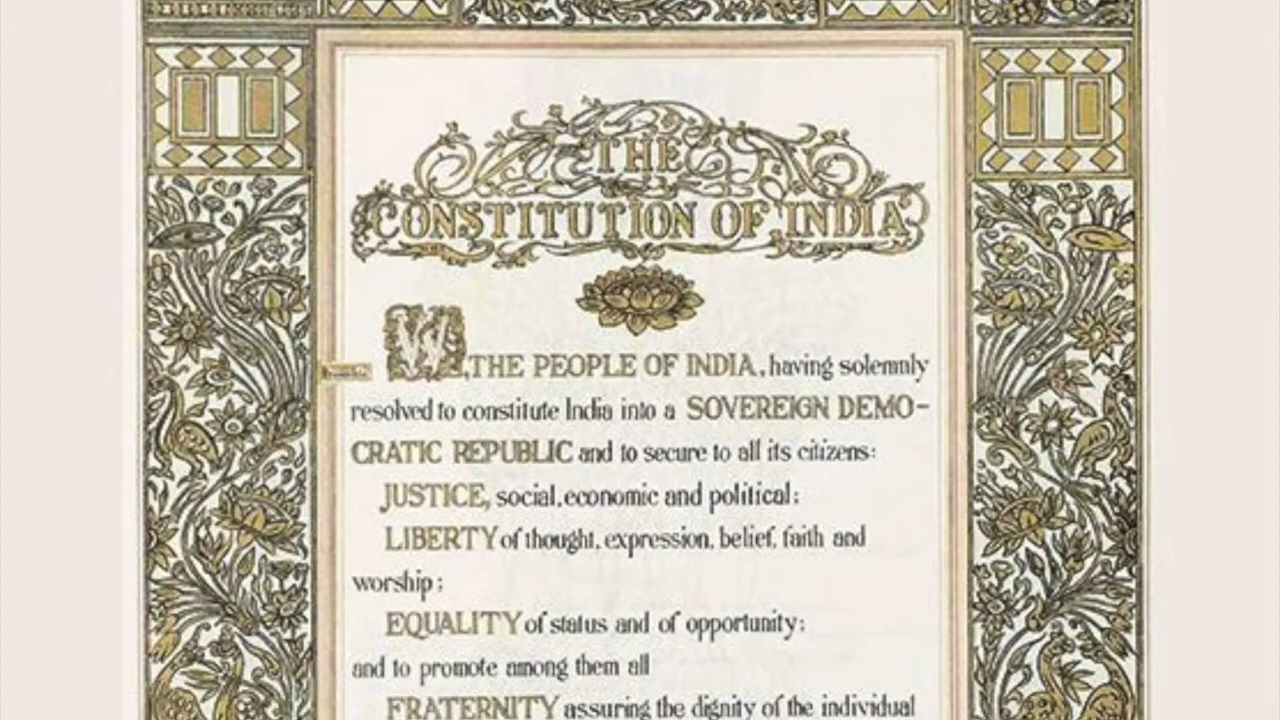 THE
CONSTITUTION OF INDIA
W, THE PEOPLE OF INDIA, having solemnly
resolved to constitute India into a SOVEREIGN DEMO-
CRATIC REPUBLIC and to secure to all its citizens:
JUSTICE, social, economic and political;
LIBERTY of thought, expression, belief, faith and
worship;
EQUALITY of status and of opportunity;
and to promote among them all
FRATERNITY assuring the dignity of the individual